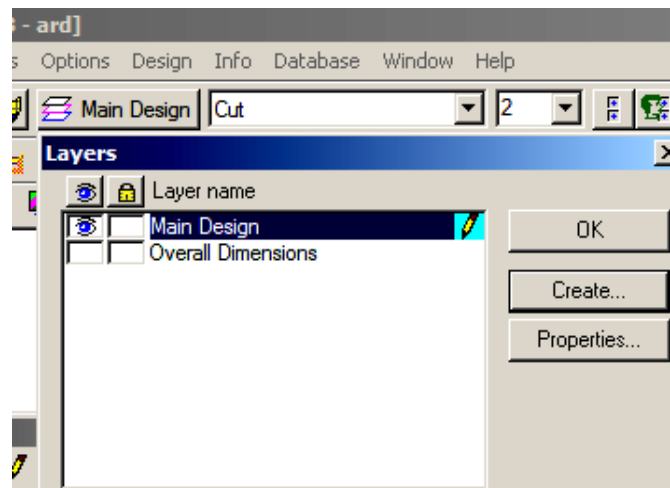 - ard]
Options Design Info Database Window Help
Main Design Cut 2
Layers
Layer name
Main Design
Overall Dimensions
OK
Create...
Properties...